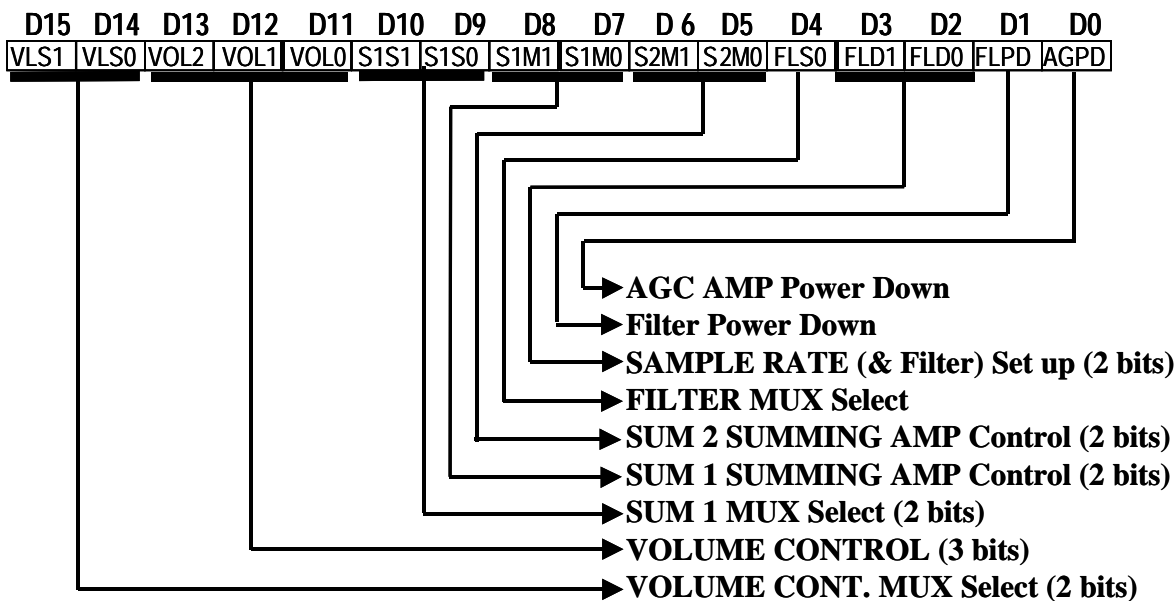 D15 D14 D13 D12 D11 D10 D9 D8 D7 D 6 D5 D4 D3 D2 D1 D0
VLS1 VLS0 VOL2 VOL1 VOL0 S1S1 S1S0 S1M1 S1M0 S2M1 S2M0 FLS0 FLD1 FLD0 FLPD AGPD
AGC AMP Power Down
Filter Power Down
SAMPLE RATE (& Filter) Set up (2 bits)
FILTER MUX Select
SUM 2 SUMMING AMP Control (2 bits)
SUM 1 SUMMING AMP Control (2 bits)
SUM 1 MUX Select (2 bits)
VOLUME CONTROL (3 bits)
VOLUME CONT. MUX Select (2 bits)